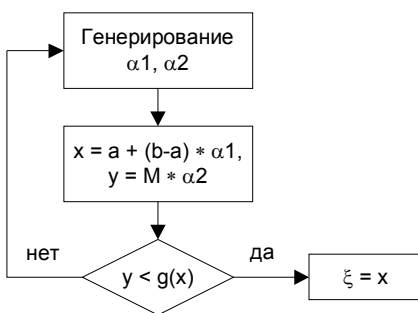 Генерирование
α1, α2
x = a + (b-a) * α1,
y = M * α2
нет
да
y < g(x)
ξ = x